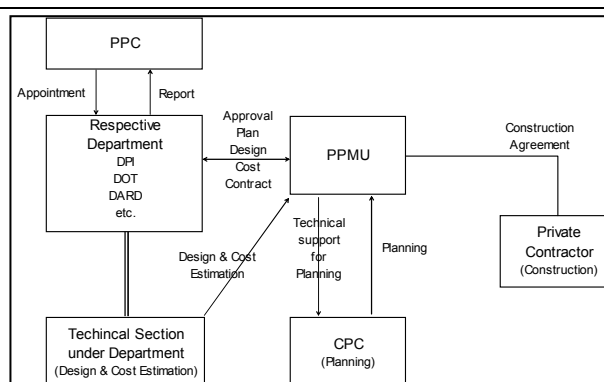 PPC
Appointment
Report
Respective
Department
DPI
DOT
DARD
etc.
Approval
Plan
Design
Cost
Contract
PPMU
Construction
Agreement
Private
Contractor
(Construction)
Design & Cost
Estimation
Technical
support
for
Planning
Planning
Techincal Section
under Department
(Design & Cost Estimation)
CPC
(Planning)